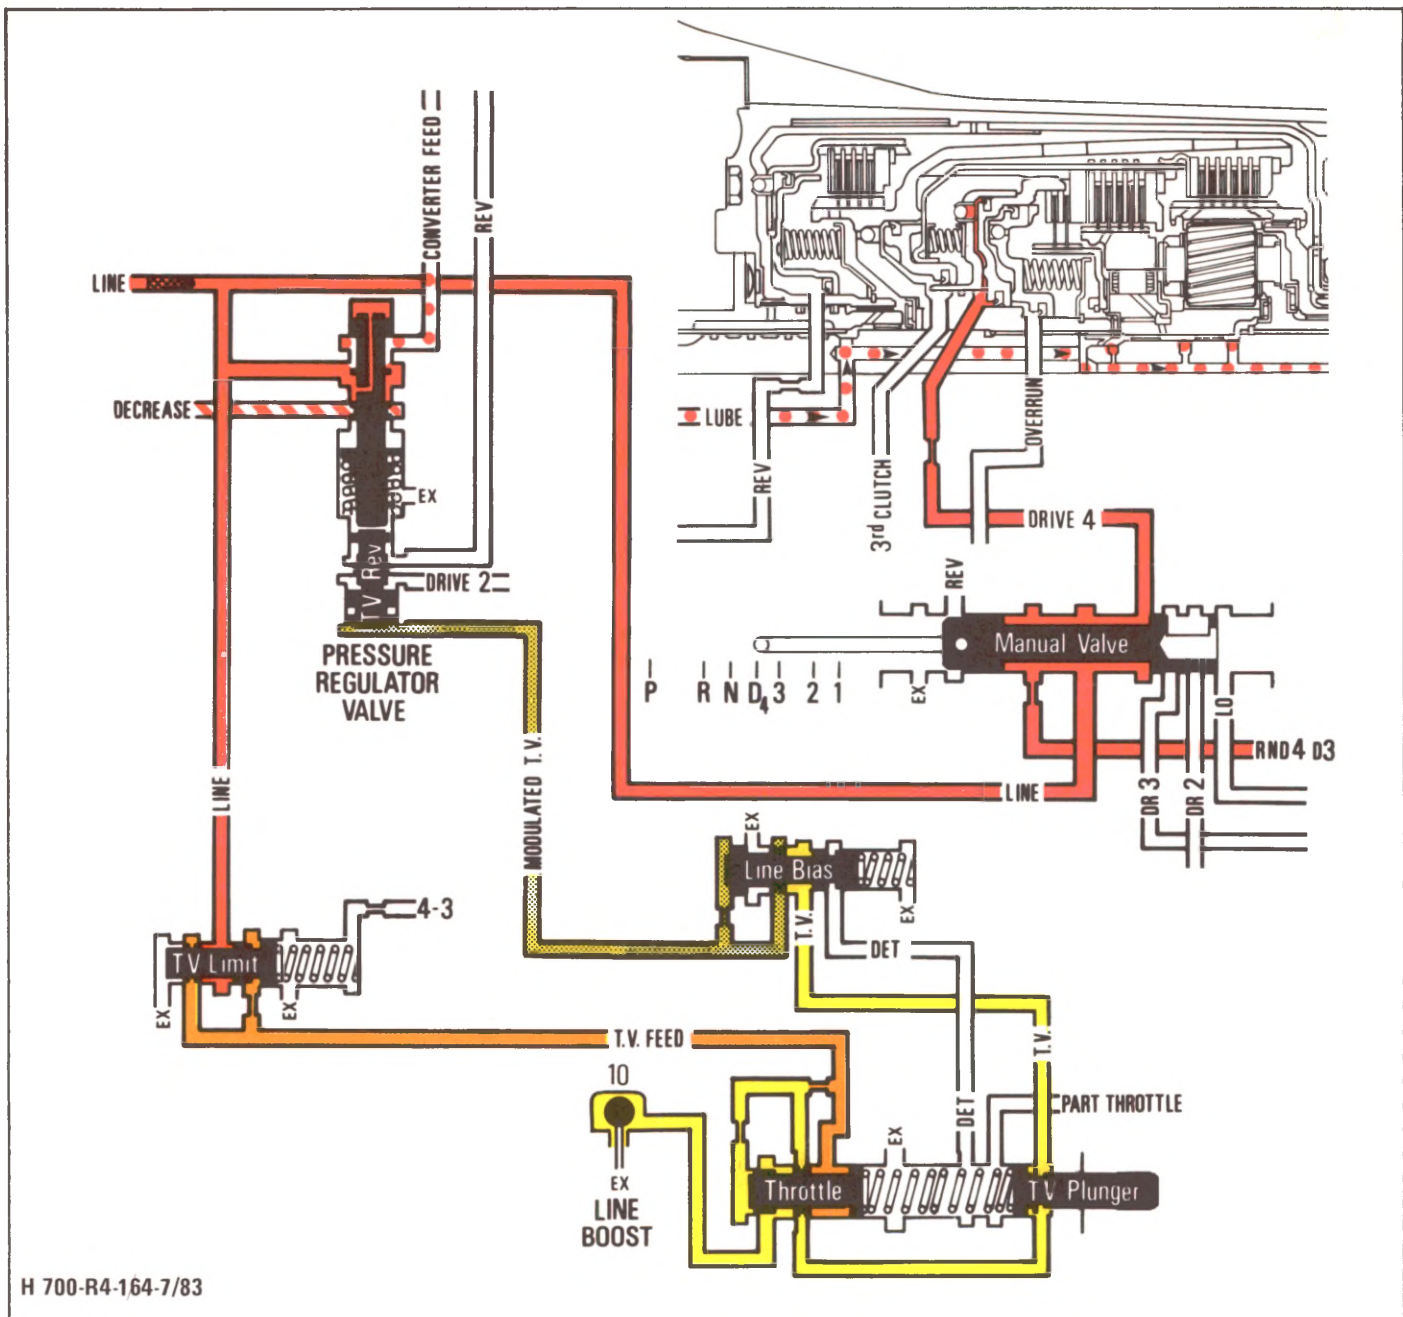 CONVERTER FEED
REV
LINE
DECREASE
EX
TV Rev
DRIVE 2
PRESSURE
REGULATOR
VALVE
LUBE
REV
3rd CLUTCH
OVERRUN
DRIVE 4
REV
Manual Valve
P R N D4 3 2 1
EX
LO
RND4 D3
DR 3
DR 2
LINE
LINE
MODULATED T.V.
EX
Line Bias
EX
T.V.
DET
4-3
TV Limit
EX
EX
T.V. FEED
T.V.
10
EX
LINE
BOOST
EX
DET
PART THROTTLE
Throttle
T.V. Plunger
H 700-R4-164-7/83